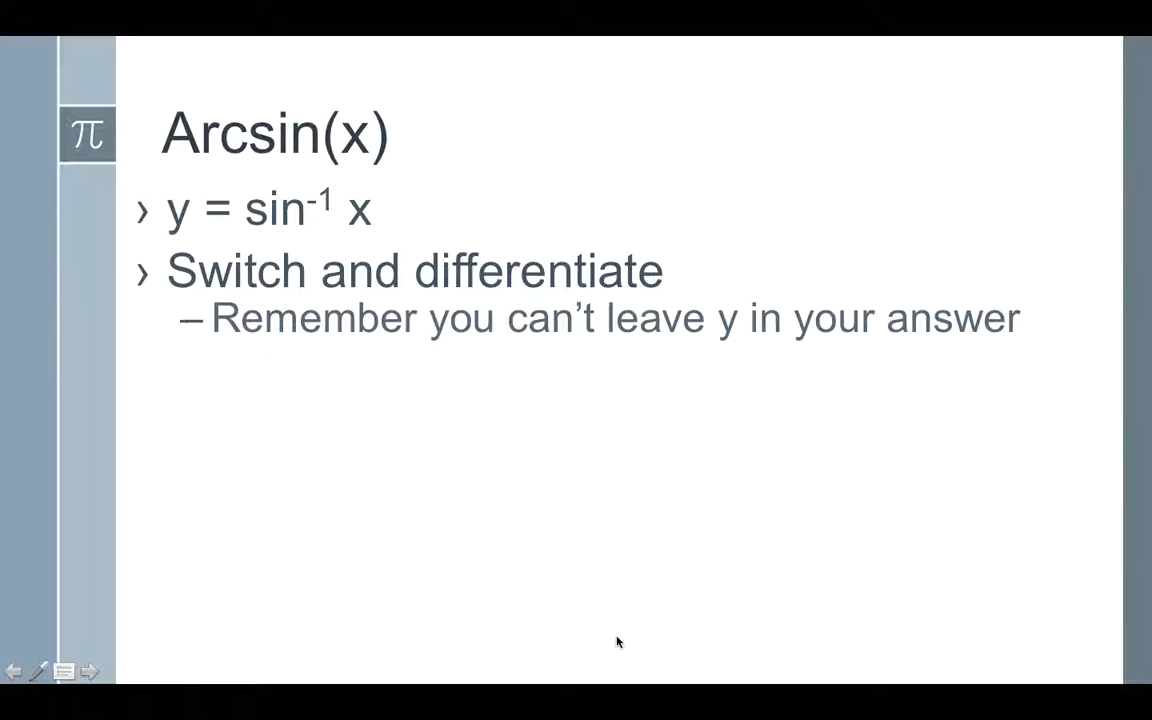 π
Arcsin(x)
› y = sin⁻¹ x
› Switch and differentiate
– Remember you can’t leave y in your answer